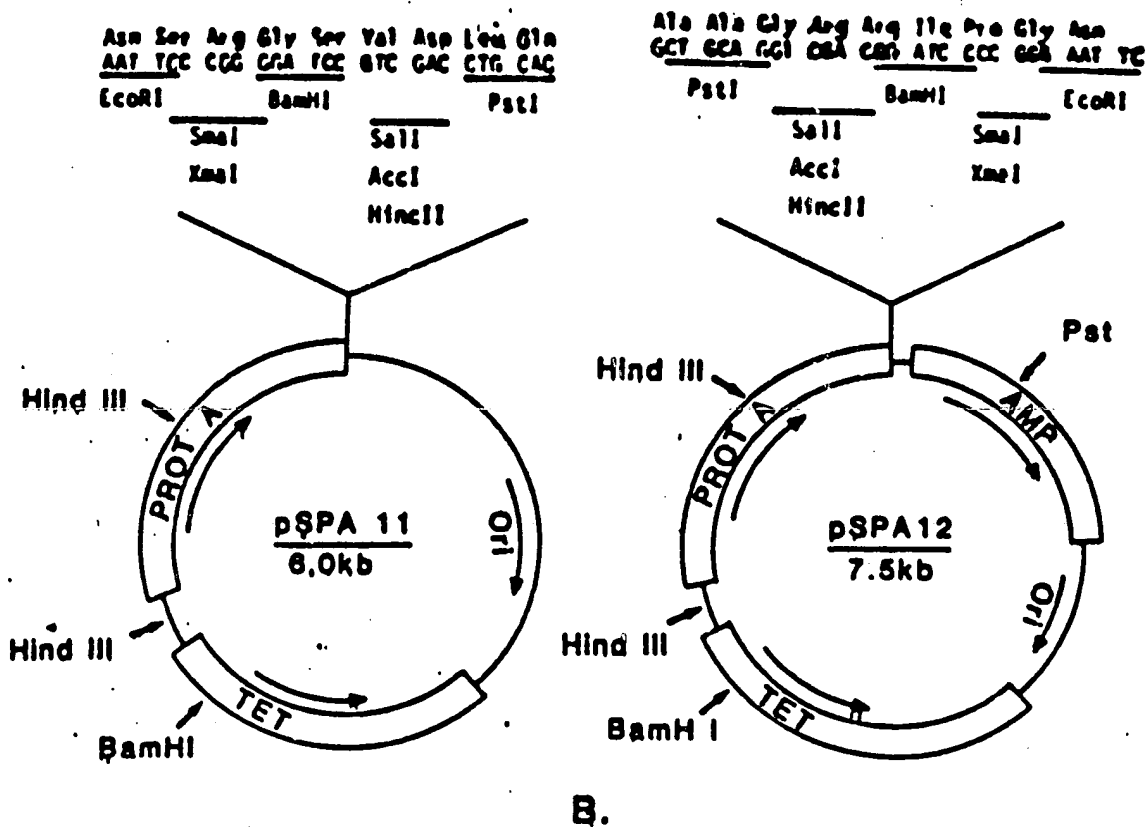 Asn Ser Arg Gly Ser Val Asp Leu Gln
AAT TCC CGG GGA TCC GTC GAC CTG CAC
EcoRI BamHI PstI
SmaI SalI
XmaI AccI
HincII
Ala Ala Gly Arg Arg Ile Pro Gly Asn
GCT GCA GGT CGA CGG ATC CCC GGA AAT TC
PstI BamHI EcoRI
SalI SmaI
AccI XmaI
HincII
Hind III
PROT A
pSPA 11
6.0kb
Ori
Hind III
TET
BamHI
Pst
Hind III
PROT A
AMP
pSPA12
7.5kb
Ori
Hind III
TET
BamH I
B.